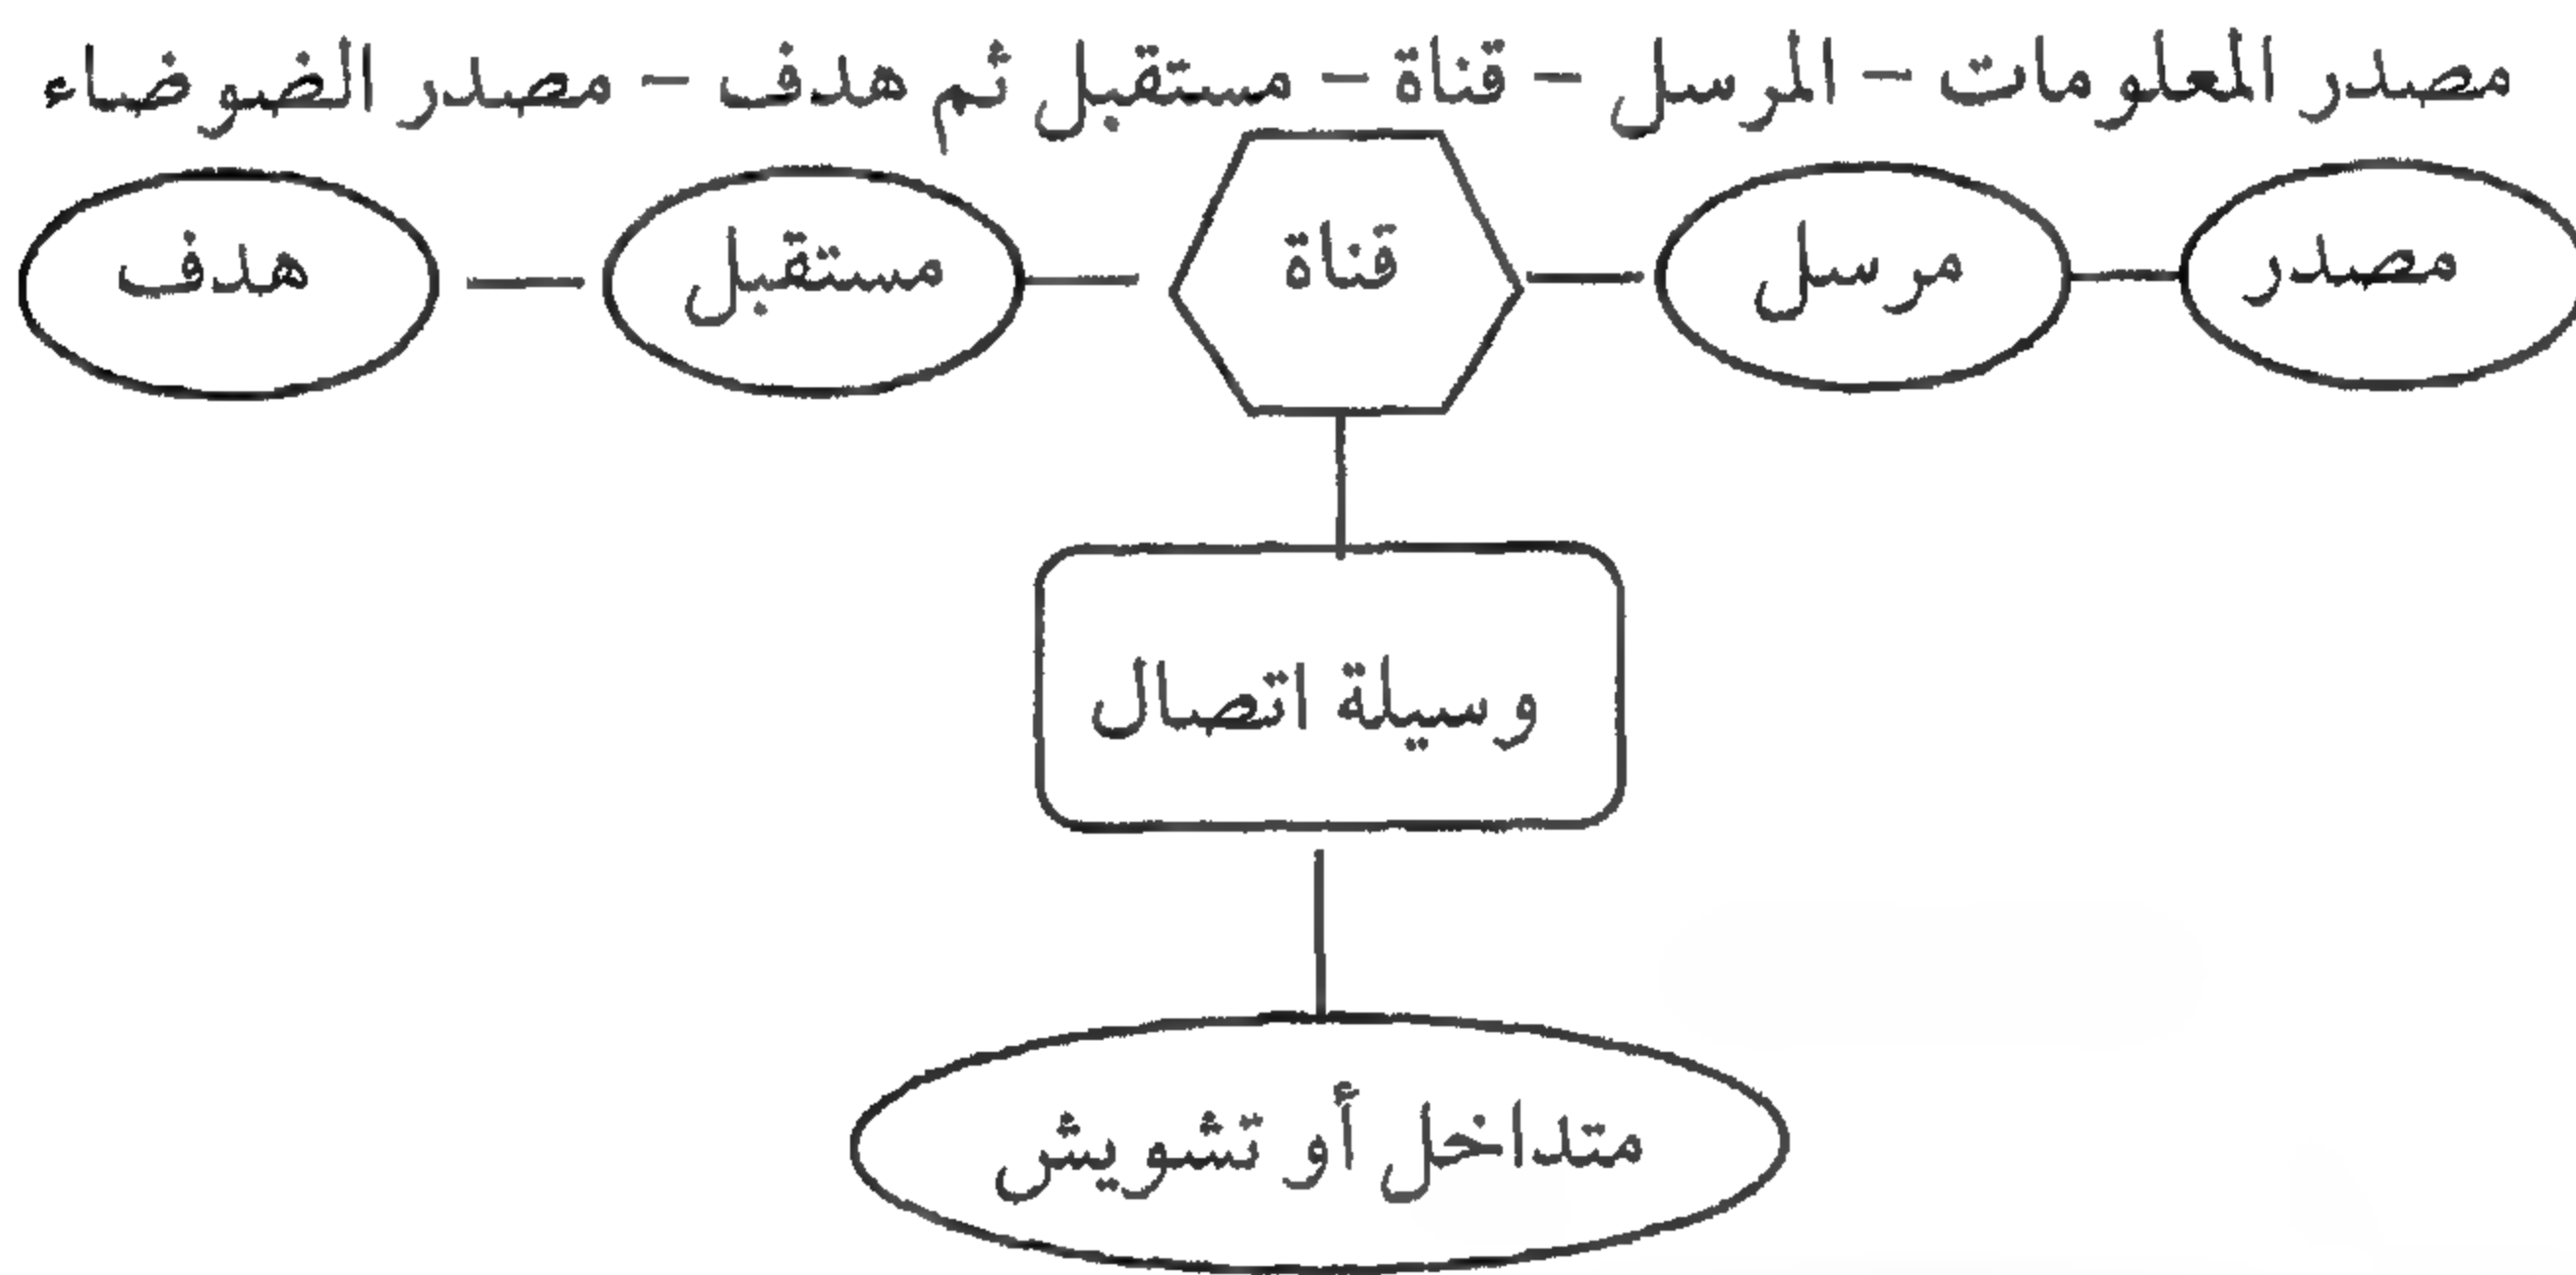 مصدر المعلومات - المرسل - قناة - مستقبل ثم هدف - مصدر الضوضاء
مصدر
مرسل
قناة
مستقبل
هدف
وسيلة اتصال
متداخل أو تشويش